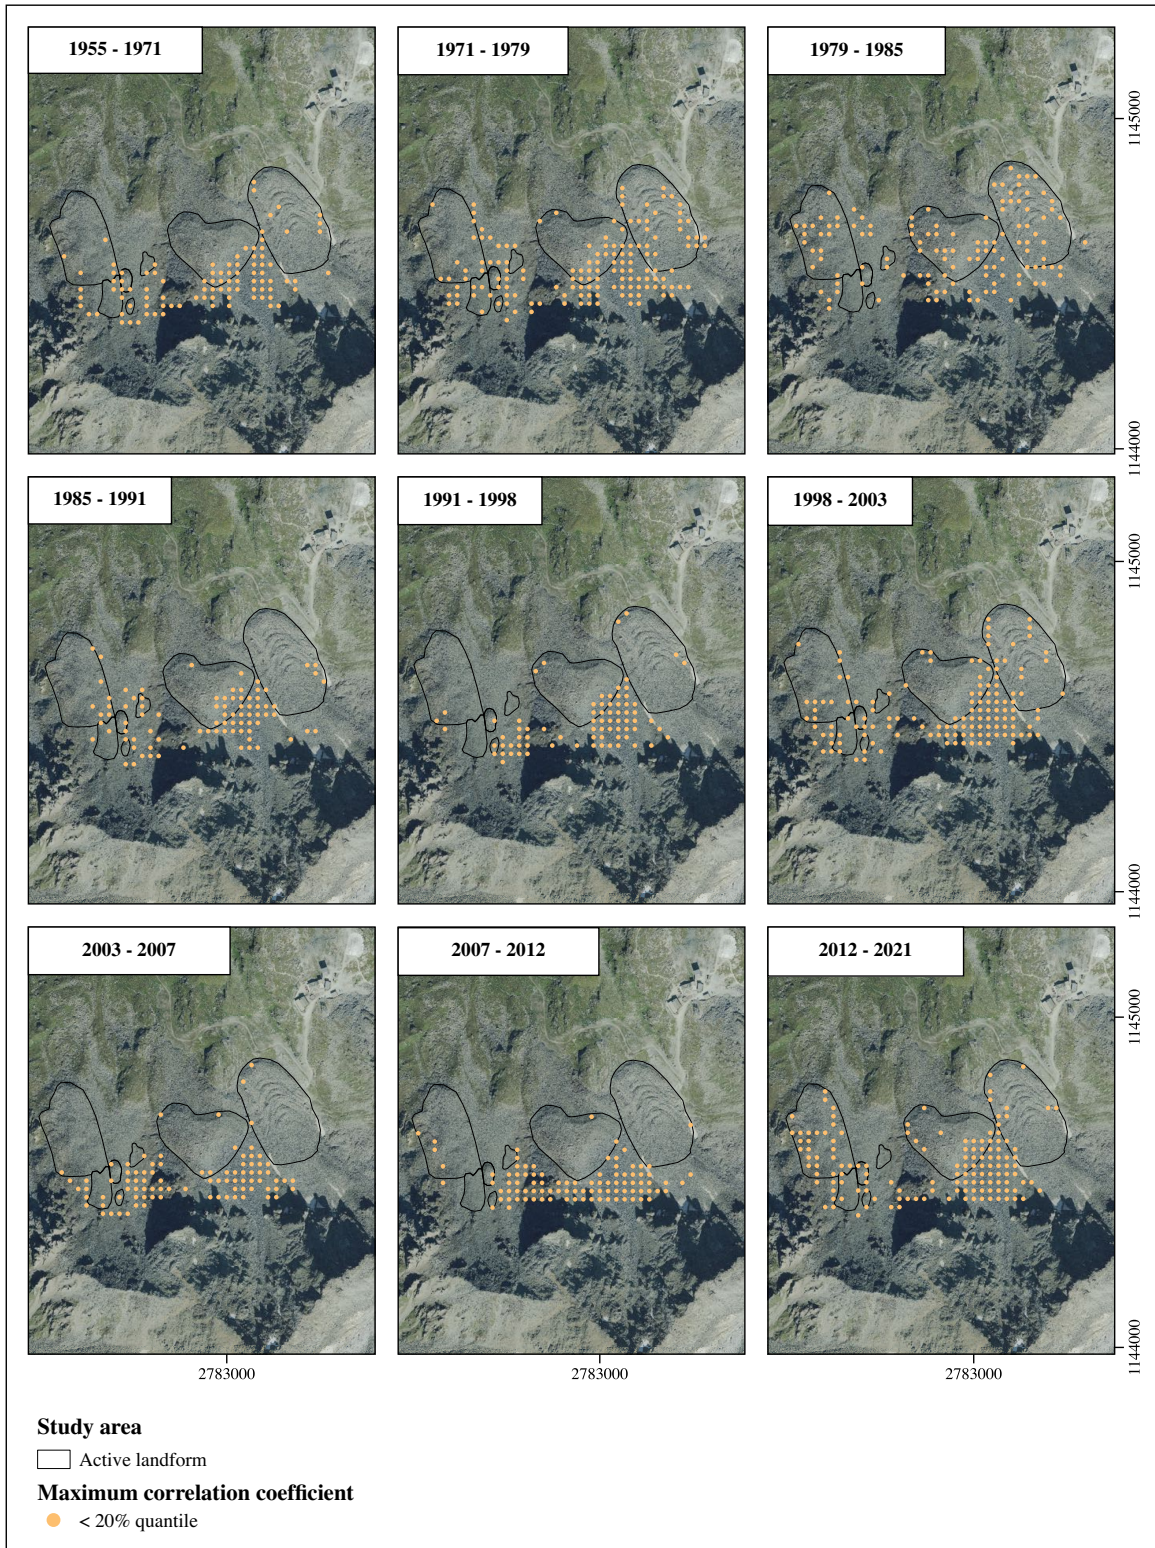 1955 - 1971
1971 - 1979
1979 - 1985
1145000
1144000
1985 - 1991
1991 - 1998
1998 - 2003
1145000
1144000
2003 - 2007
2007 - 2012
2012 - 2021
1145000
1144000
2783000
2783000
2783000
Study area
Active landform
Maximum correlation coefficient
< 20% quantile